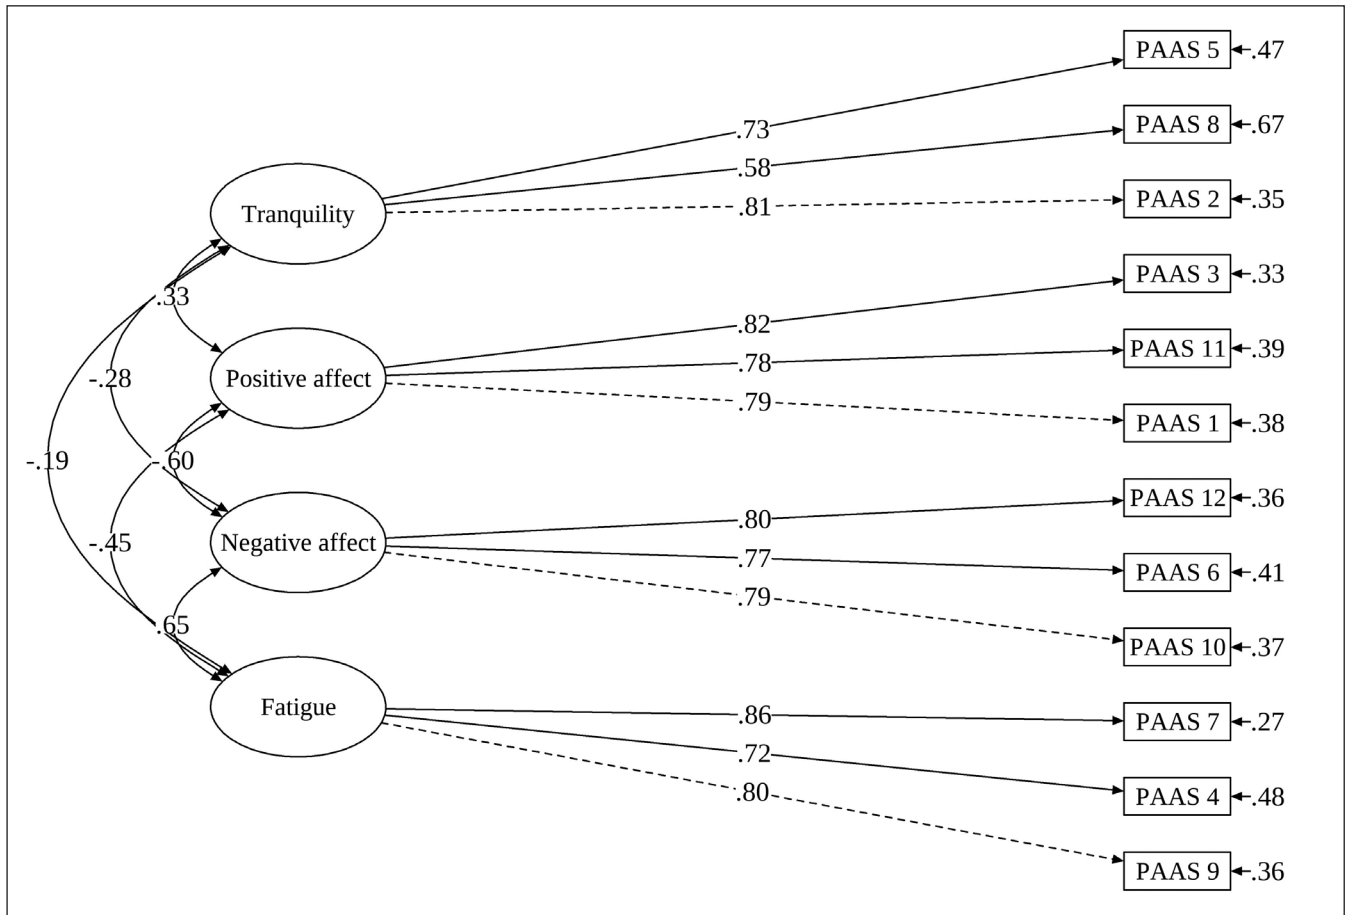 PAAS 5 .47
PAAS 8 .67
.73
.58
PAAS 2 .35
.81
Tranquility
PAAS 3 .33
.33
.82
PAAS 11 .39
.78
Positive affect
-.28
.79
PAAS 1 .38
-.19
-.60
PAAS 12 .36
.80
Negative affect
-.45
.77
PAAS 6 .41
.79
.65
PAAS 10 .37
Fatigue
.86
PAAS 7 .27
.72
.80
PAAS 4 .48
PAAS 9 .36